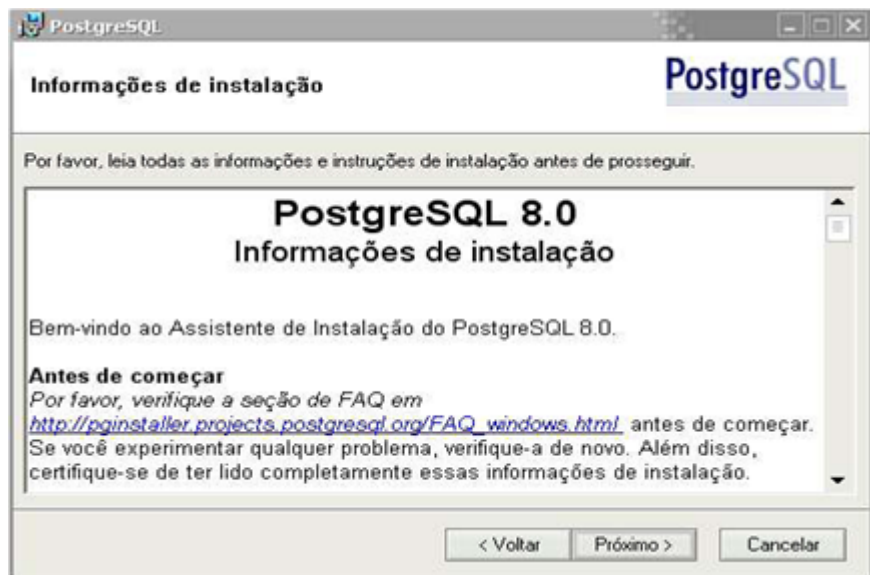 PostgreSQL
Informações de instalação
PostgreSQL
Por favor, leia todas as informações e instruções de instalação antes de prosseguir.
PostgreSQL 8.0
Informações de instalação
Bem-vindo ao Assistente de Instalação do PostgreSQL 8.0.
Antes de começar
Por favor, verifique a seção de FAQ em
http://pginstaller.projects.postgresql.org/FAQ_windows.html antes de começar.
Se você experimentar qualquer problema, verifique-a de novo. Além disso,
certifique-se de ter lido completamente essas informações de instalação.
< Voltar Próximo > Cancelar